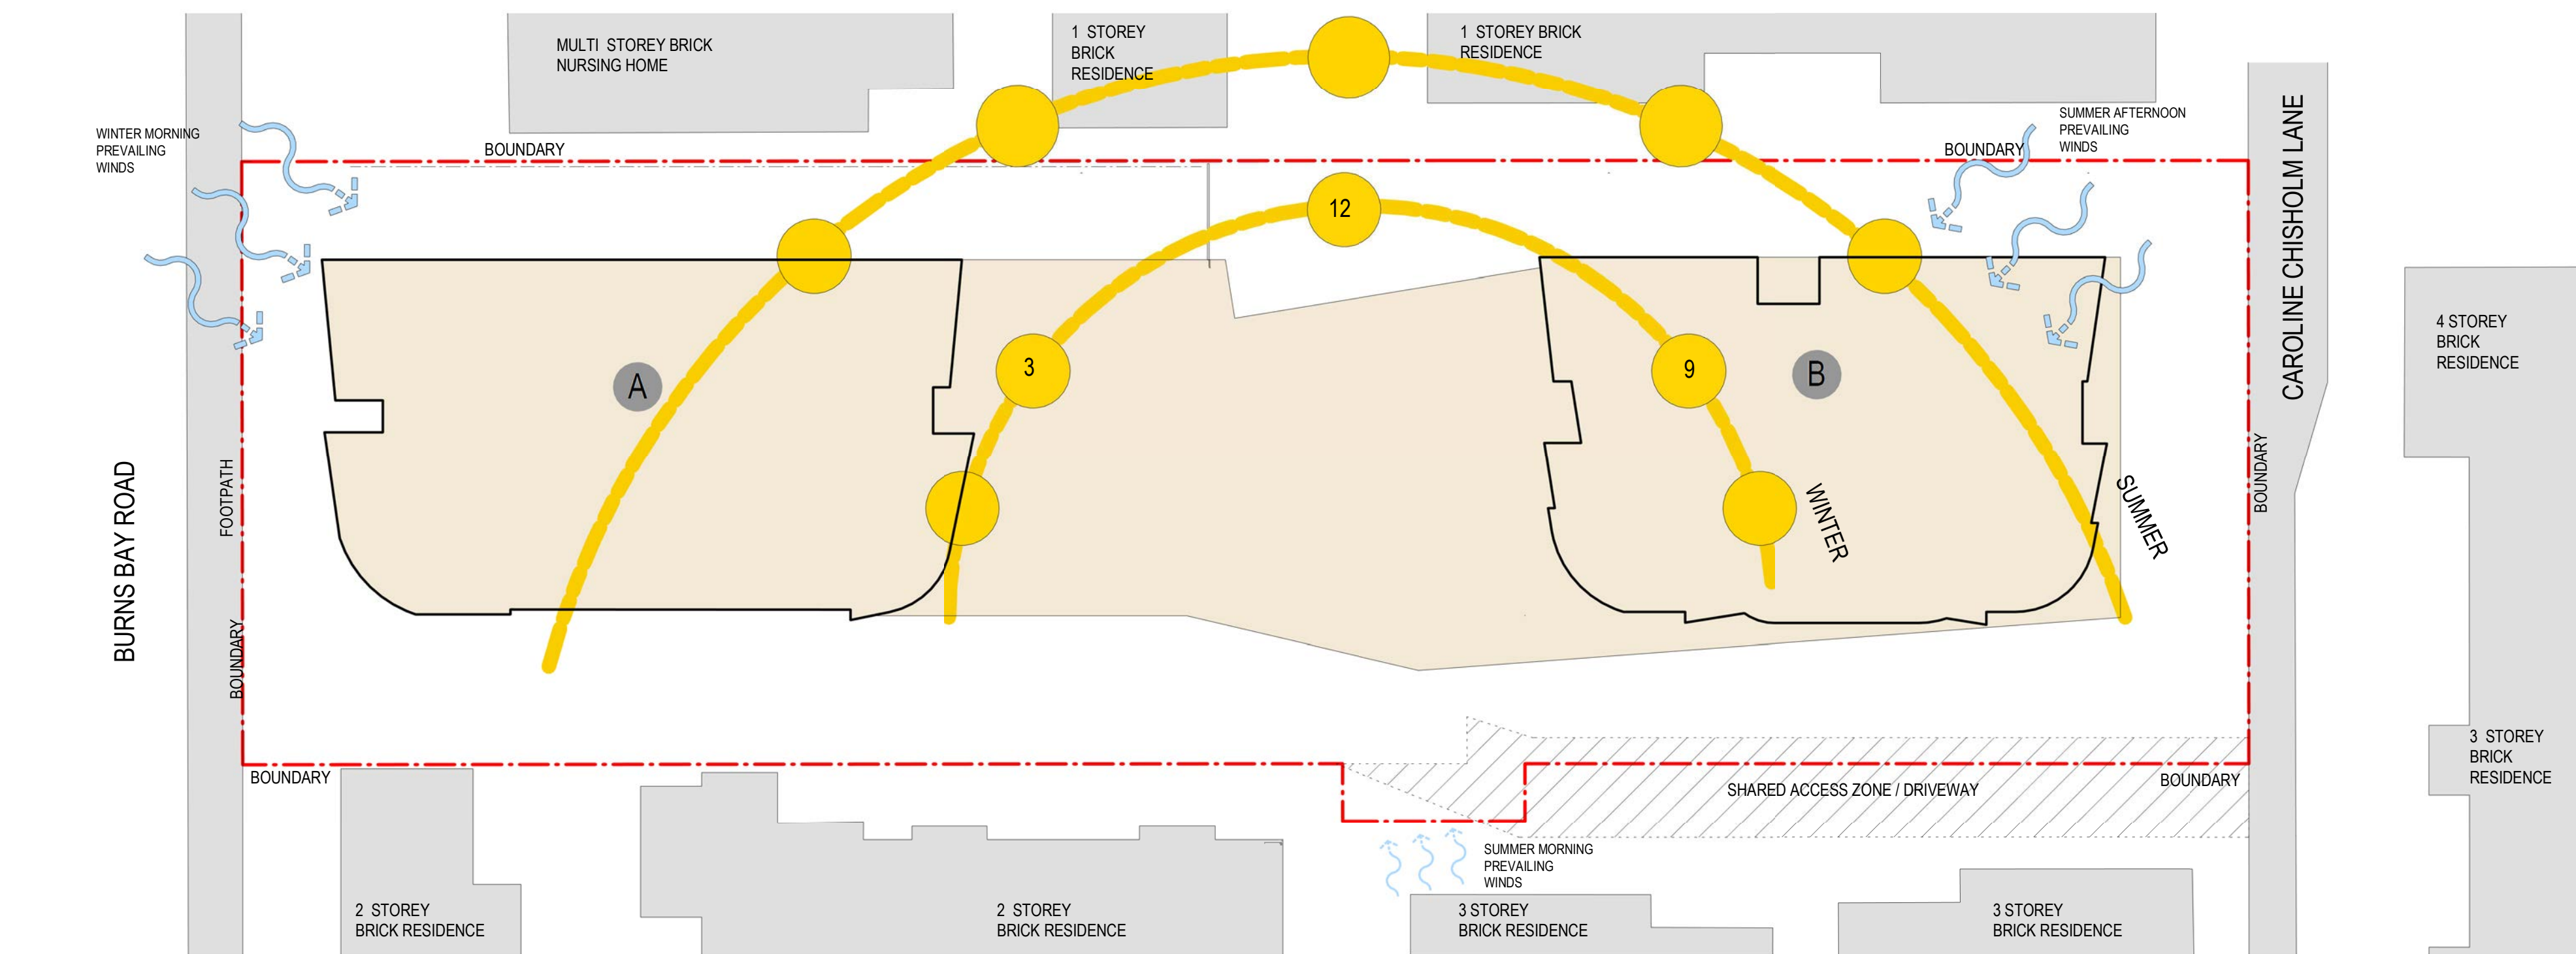 MULTI STOREY BRICK
NURSING HOME
1 STOREY
BRICK
RESIDENCE
1 STOREY BRICK
RESIDENCE
WINTER MORNING
PREVAILING
WINDS
BOUNDARY
BOUNDARY
SUMMER AFTERNOON
PREVAILING
WINDS
CAROLINE CHISHOLM LANE
12
3
9
A
B
4 STOREY
BRICK
RESIDENCE
BURNS BAY ROAD
FOOTPATH
BOUNDARY
WINTER
SUMMER
BOUNDARY
BOUNDARY
SHARED ACCESS ZONE / DRIVEWAY
BOUNDARY
3 STOREY
BRICK
RESIDENCE
SUMMER MORNING
PREVAILING
WINDS
2 STOREY
BRICK RESIDENCE
2 STOREY
BRICK RESIDENCE
3 STOREY
BRICK RESIDENCE
3 STOREY
BRICK RESIDENCE